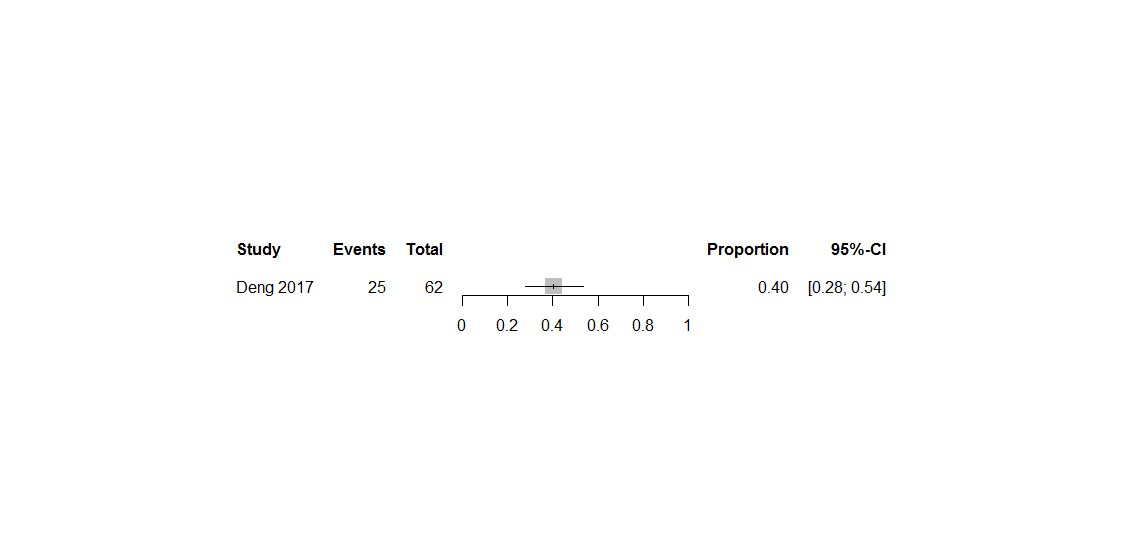 Study Events Total Proportion 95%-CI
Deng 2017 25 62 0.40 [0.28; 0.54]
0 0.2 0.4 0.6 0.8 1